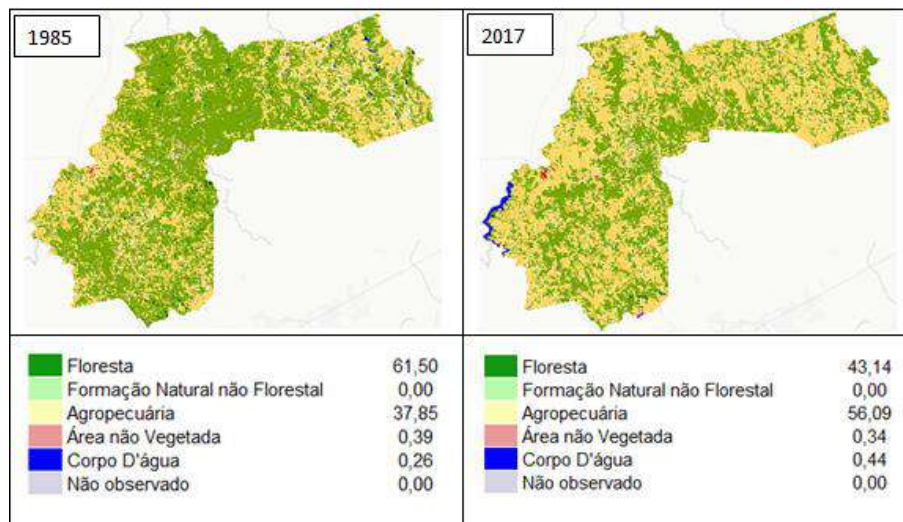 1985
2017
Floresta 61,50
Formação Natural não Florestal 0,00
Agropecuária 37,85
Área não Vegetada 0,39
Corpo D'água 0,26
Não observado 0,00
Floresta 43,14
Formação Natural não Florestal 0,00
Agropecuária 56,09
Área não Vegetada 0,34
Corpo D'água 0,44
Não observado 0,00